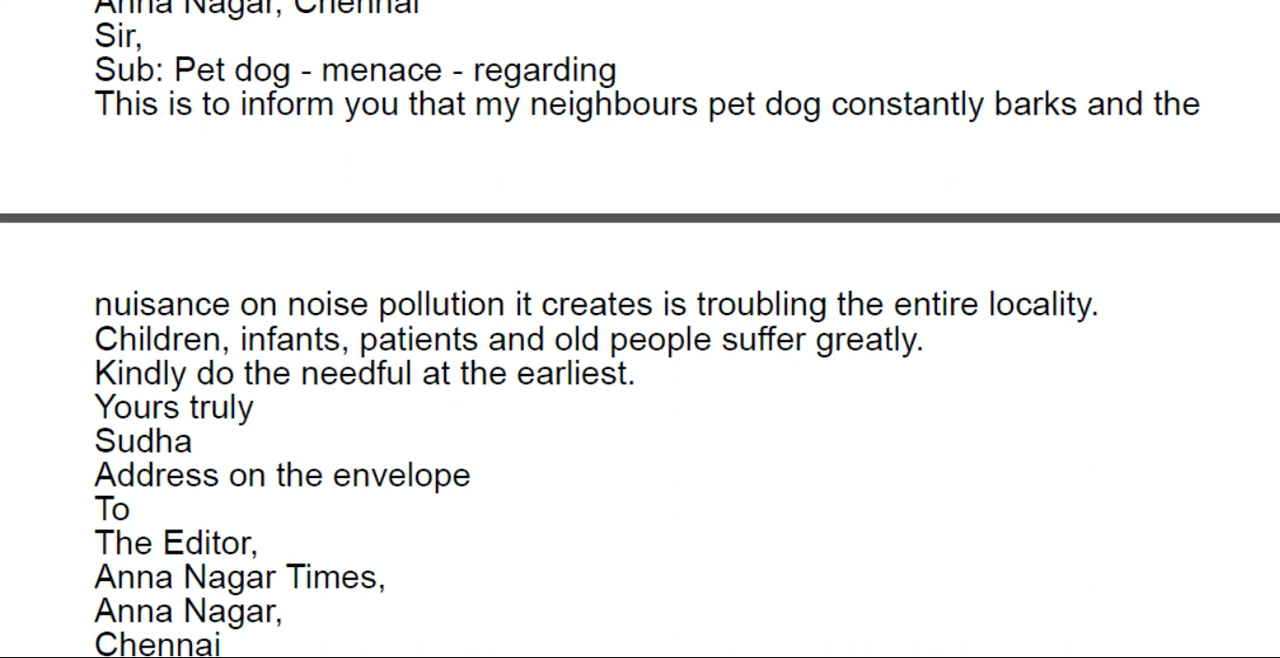 Anna Nagar, Chennai
Sir,
Sub: Pet dog - menace - regarding
This is to inform you that my neighbours pet dog constantly barks and the
nuisance on noise pollution it creates is troubling the entire locality.
Children, infants, patients and old people suffer greatly.
Kindly do the needful at the earliest.
Yours truly
Sudha
Address on the envelope
To
The Editor,
Anna Nagar Times,
Anna Nagar,
Chennai